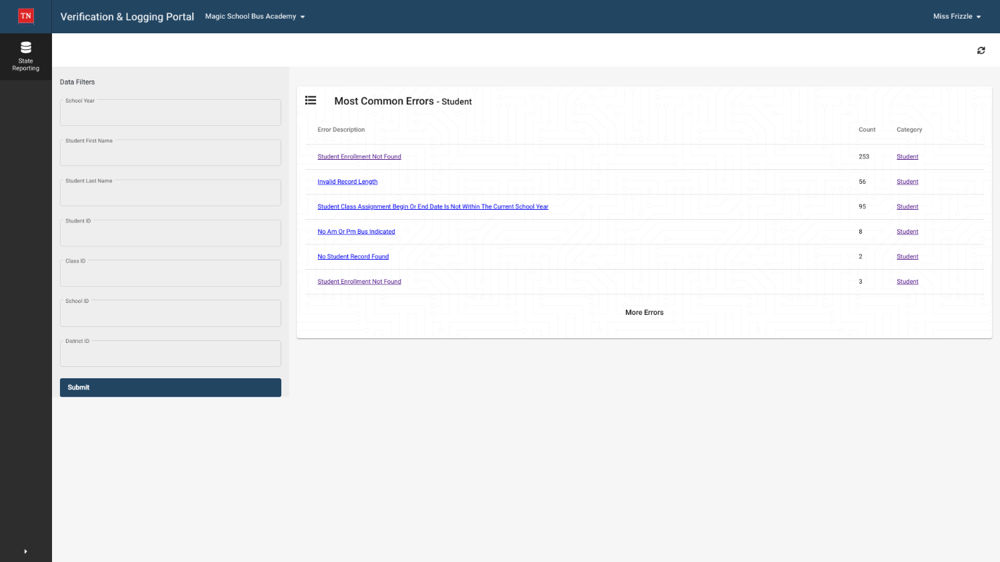 TN
Verification & Logging Portal
Magic School Bus Academy
Miss Frizzle
State
Reporting
Data Filters
School Year
Student First Name
Student Last Name
Student ID
Class ID
School ID
District ID
Submit
Most Common Errors - Student
Error Description Count Category
Student Enrollment Not Found 253 Student
Invalid Record Length 56 Student
Student Class Assignment Begin Or End Date Is Not Within The Current School Year 95 Student
No Am Or Pm Bus Indicated 8 Student
No Student Record Found 2 Student
Student Enrollment Not Found 3 Student
More Errors